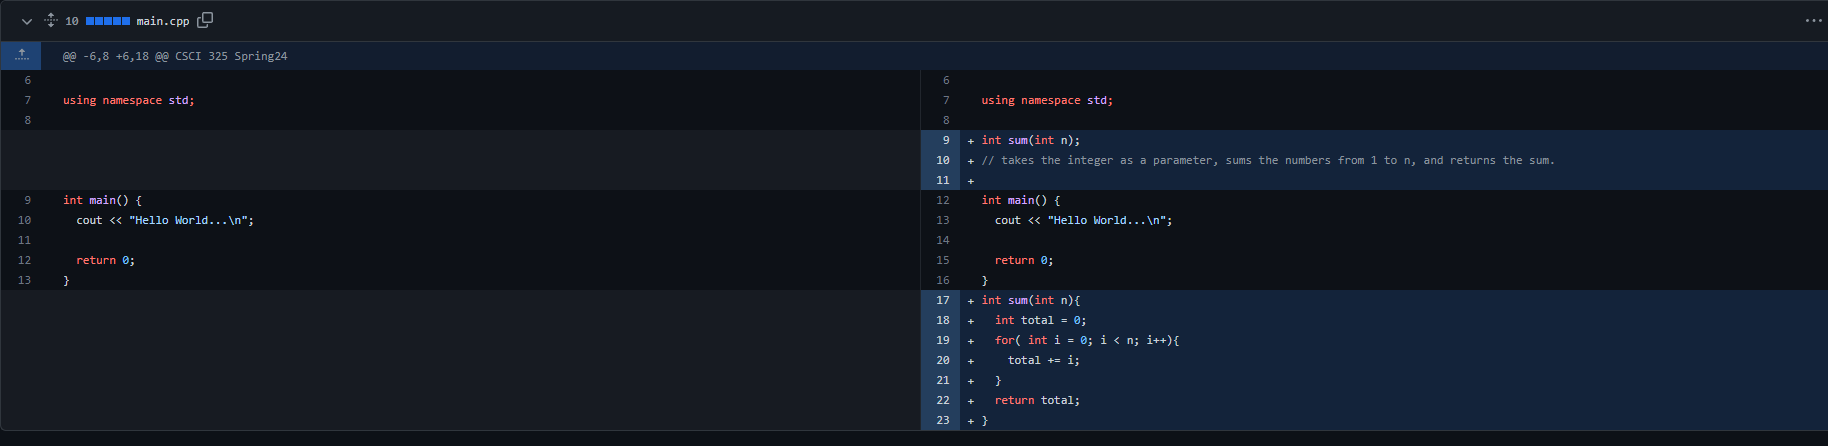 10 main.cpp
@@ -6,8 +6,18 @@ CSCI 325 Spring24
6
7 using namespace std;
8
9 int main() {
10 cout << "Hello World...\n";
11
12 return 0;
13 }
6
7 using namespace std;
8
9 + int sum(int n);
10 + // takes the integer as a parameter, sums the numbers from 1 to n, and returns the sum.
11 +
12 int main() {
13 cout << "Hello World...\n";
14
15 return 0;
16 }
17 + int sum(int n){
18 + int total = 0;
19 + for( int i = 0; i < n; i++){
20 + total += i;
21 + }
22 + return total;
23 + }